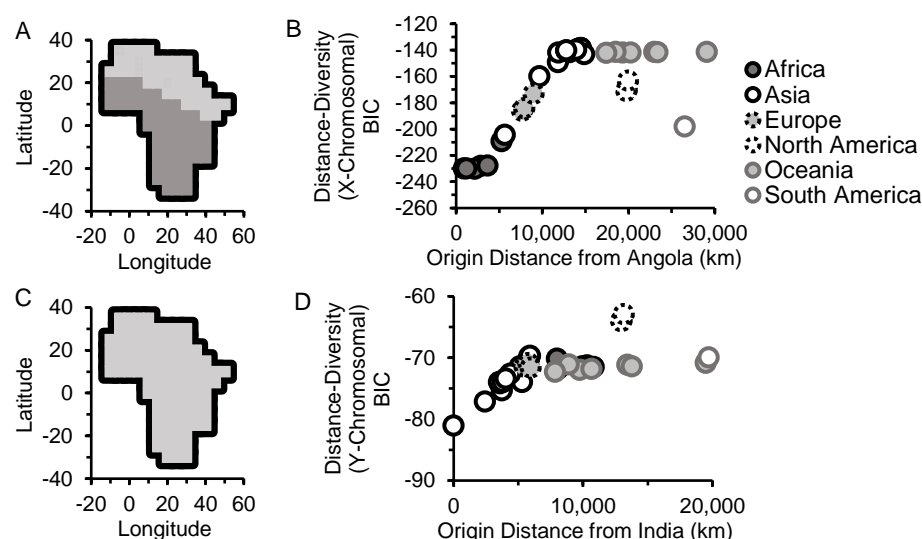 A
40
20
0
-20
-40
Latitude
-20 0 20 40 60
Longitude
B
-120
-140
-160
-180
-200
-220
-240
-260
Distance-Diversity
(X-Chromosomal)
BIC
0 10,000 20,000 30,000
Origin Distance from Angola (km)
Africa
Asia
Europe
North America
Oceania
South America
C
40
20
0
-20
-40
Latitude
-20 0 20 40 60
Longitude
D
-60
-70
-80
-90
Distance-Diversity
(Y-Chromosomal)
BIC
0 10,000 20,000
Origin Distance from India (km)